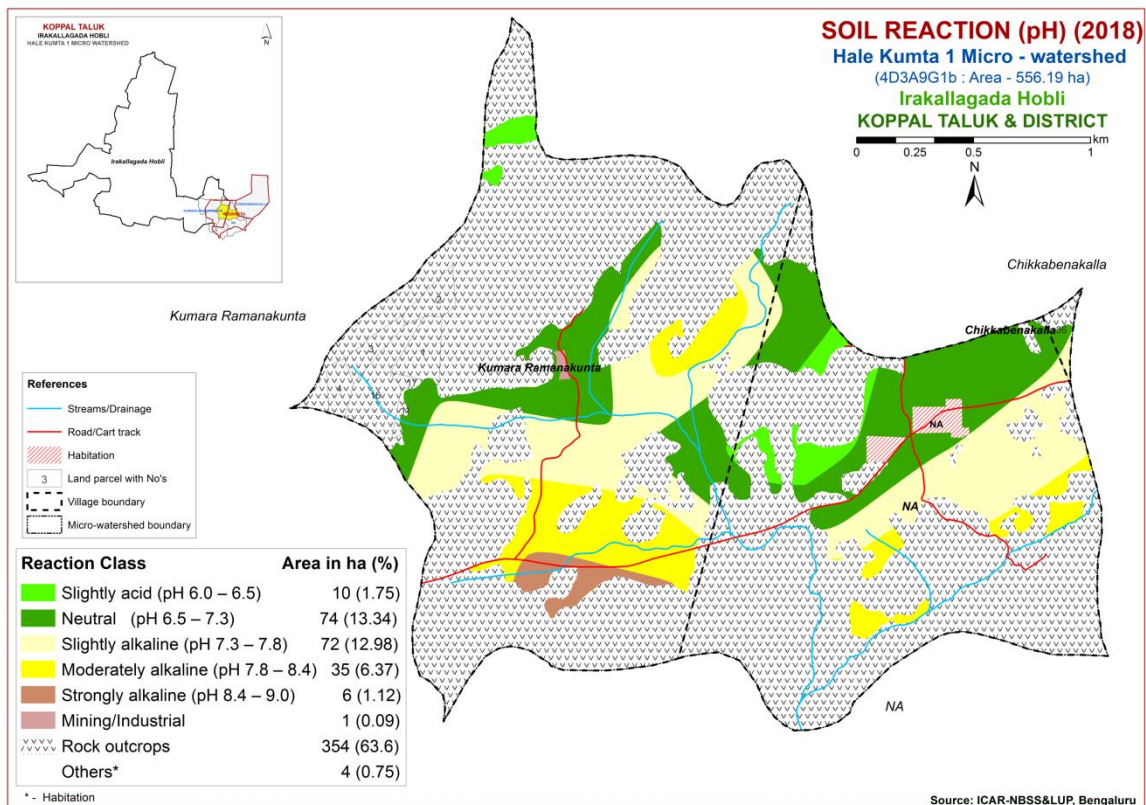 KOPPAL TALUK
IRAKALLAGADA HOBLI
HALE KUMTA 1 MICRO WATERSHED
N
Irakallagada Hobli
SOIL REACTION (pH) (2018)
Hale Kumta 1 Micro - watershed
(4D3A9G1b : Area - 556.19 ha)
Irakallagada Hobli
KOPPAL TALUK & DISTRICT
km
0 0.25 0.5 1
N
Chikkabenakalla
Kumara Ramanakunta
Chikkabenakalla
Kumara Ramanakunta
2
3
1
4
16
NA
NA
NA
References
Streams/Drainage
Road/Cart track
Habitation
3 Land parcel with No's
Village boundary
Micro-watershed boundary
Reaction Class Area in ha (%)
Slightly acid (pH 6.0 – 6.5) 10 (1.75)
Neutral (pH 6.5 – 7.3) 74 (13.34)
Slightly alkaline (pH 7.3 – 7.8) 72 (12.98)
Moderately alkaline (pH 7.8 – 8.4) 35 (6.37)
Strongly alkaline (pH 8.4 – 9.0) 6 (1.12)
Mining/Industrial 1 (0.09)
Rock outcrops 354 (63.6)
Others* 4 (0.75)
* - Habitation
Source: ICAR-NBSS&LUP, Bengaluru